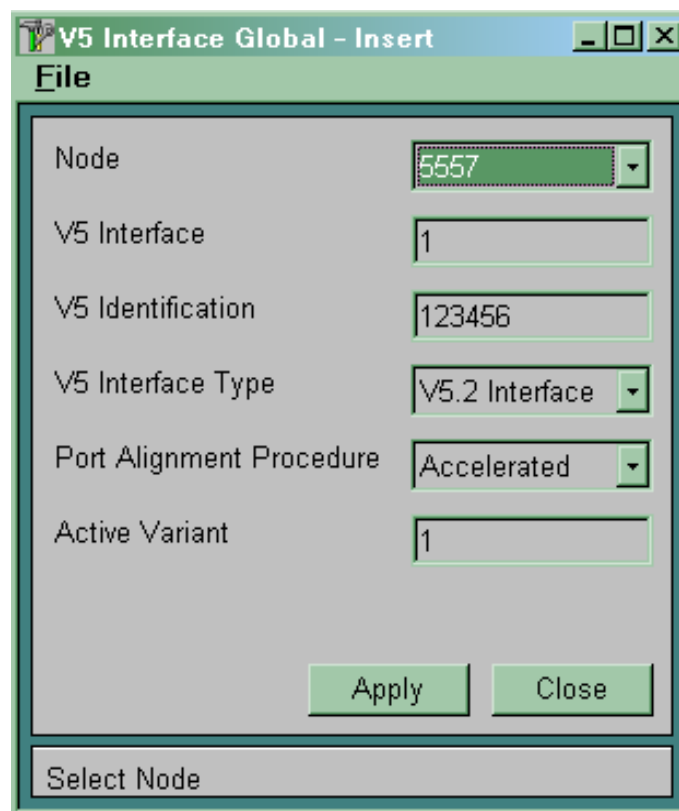 V5 Interface Global - Insert
File
Node 5557
V5 Interface 1
V5 Identification 123456
V5 Interface Type V5.2 Interface
Port Alignment Procedure Accelerated
Active Variant 1
Apply Close
Select Node